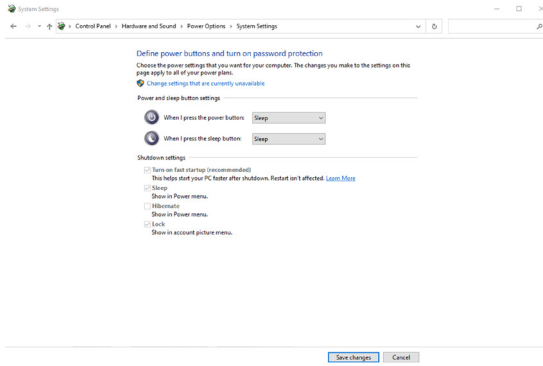 System Settings
Control Panel > Hardware and Sound > Power Options > System Settings
Define power buttons and turn on password protection
Choose the power settings that you want for your computer. The changes you make to the settings on this
page apply to all of your power plans.
Change settings that are currently unavailable
Power and sleep button settings
When I press the power button: Sleep
When I press the sleep button: Sleep
Shutdown settings
Turn on fast startup (recommended)
This helps start your PC faster after shutdown. Restart isn't affected. Learn More
Sleep
Show in Power menu.
Hibernate
Show in Power menu.
Lock
Show in account picture menu.
Save changes Cancel